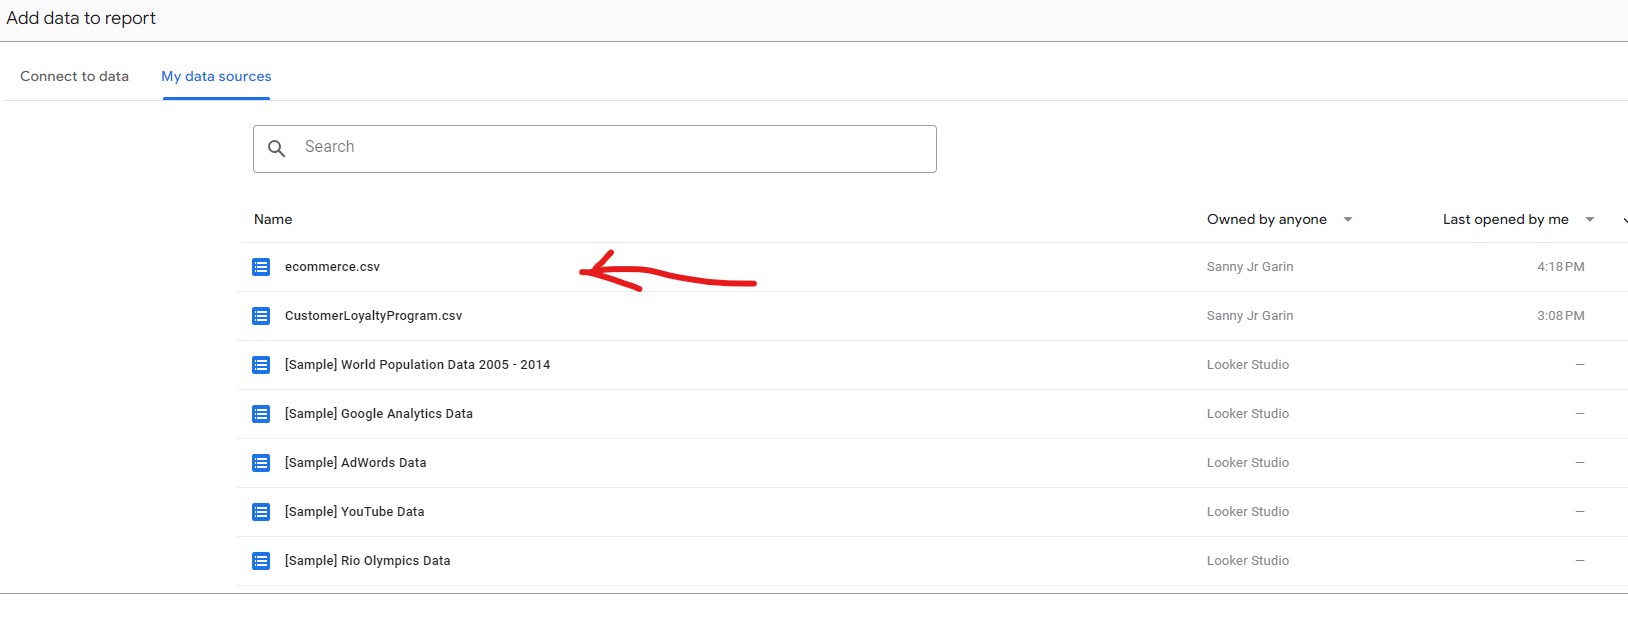 Add data to report
Connect to data My data sources
Search
Name Owned by anyone Last opened by me
ecommerce.csv Sanny Jr Garin 4:18 PM
CustomerLoyaltyProgram.csv Sanny Jr Garin 3:08 PM
[Sample] World Population Data 2005 - 2014 Looker Studio –
[Sample] Google Analytics Data Looker Studio –
[Sample] AdWords Data Looker Studio –
[Sample] YouTube Data Looker Studio –
[Sample] Rio Olympics Data Looker Studio –